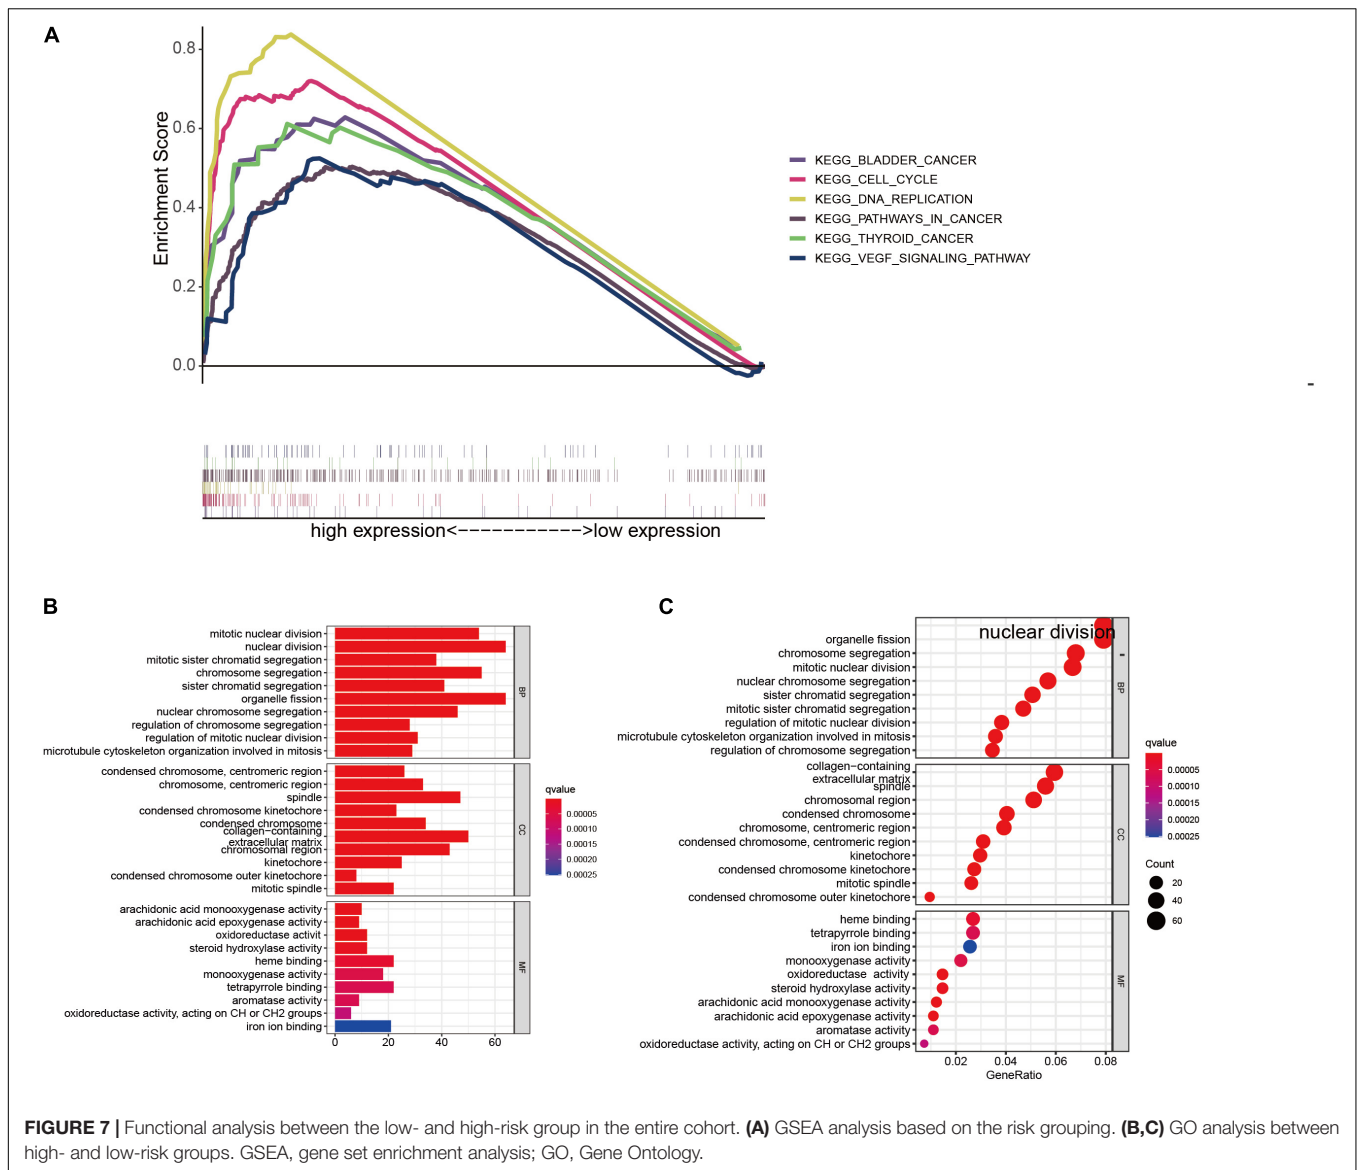 A
Enrichment Score
0.8
0.6
0.4
0.2
0.0
KEGG_BLADDER_CANCER
KEGG_CELL_CYCLE
KEGG_DNA_REPLICATION
KEGG_PATHWAYS_IN_CANCER
KEGG_THYROID_CANCER
KEGG_VEGF_SIGNALING_PATHWAY
high expression<----------->low expression
B
mitotic nuclear division
nuclear division
mitotic sister chromatid segregation
chromosome segregation
sister chromatid segregation
organelle fission
nuclear chromosome segregation
regulation of chromosome segregation
regulation of mitotic nuclear division
microtubule cytoskeleton organization involved in mitosis
BP
condensed chromosome, centromeric region
chromosome, centromeric region
spindle
condensed chromosome kinetochore
condensed chromosome
collagen-containing
extracellular matrix
chromosomal region
kinetochore
condensed chromosome outer kinetochore
mitotic spindle
CC
arachidonic acid monooxygenase activity
arachidonic acid epoxygenase activity
oxidoreductase activit
steroid hydroxylase activity
heme binding
monooxygenase activity
tetrapyrrole binding
aromatase activity
oxidoreductase activity, acting on CH or CH2 groups
iron ion binding
MF
0 20 40 60
qvalue
0.00005
0.00010
0.00015
0.00020
0.00025
C
nuclear division
organelle fission
chromosome segregation
mitotic nuclear division
nuclear chromosome segregation
sister chromatid segregation
mitotic sister chromatid segregation
regulation of mitotic nuclear division
microtubule cytoskeleton organization involved in mitosis
regulation of chromosome segregation
BP
collagen-containing
extracellular matrix
spindle
chromosomal region
condensed chromosome
chromosome, centromeric region
condensed chromosome, centromeric region
kinetochore
condensed chromosome kinetochore
mitotic spindle
condensed chromosome outer kinetochore
CC
heme binding
tetrapyrrole binding
iron ion binding
monooxygenase activity
oxidoreductase activity
steroid hydroxylase activity
arachidonic acid monooxygenase activity
arachidonic acid epoxygenase activity
aromatase activity
oxidoreductase activity, acting on CH or CH2 groups
MF
0.02 0.04 0.06 0.08
GeneRatio
qvalue
0.00005
0.00010
0.00015
0.00020
0.00025
Count
20
40
60
FIGURE 7 | Functional analysis between the low- and high-risk group in the entire cohort. (A) GSEA analysis based on the risk grouping. (B,C) GO analysis between
high- and low-risk groups. GSEA, gene set enrichment analysis; GO, Gene Ontology.